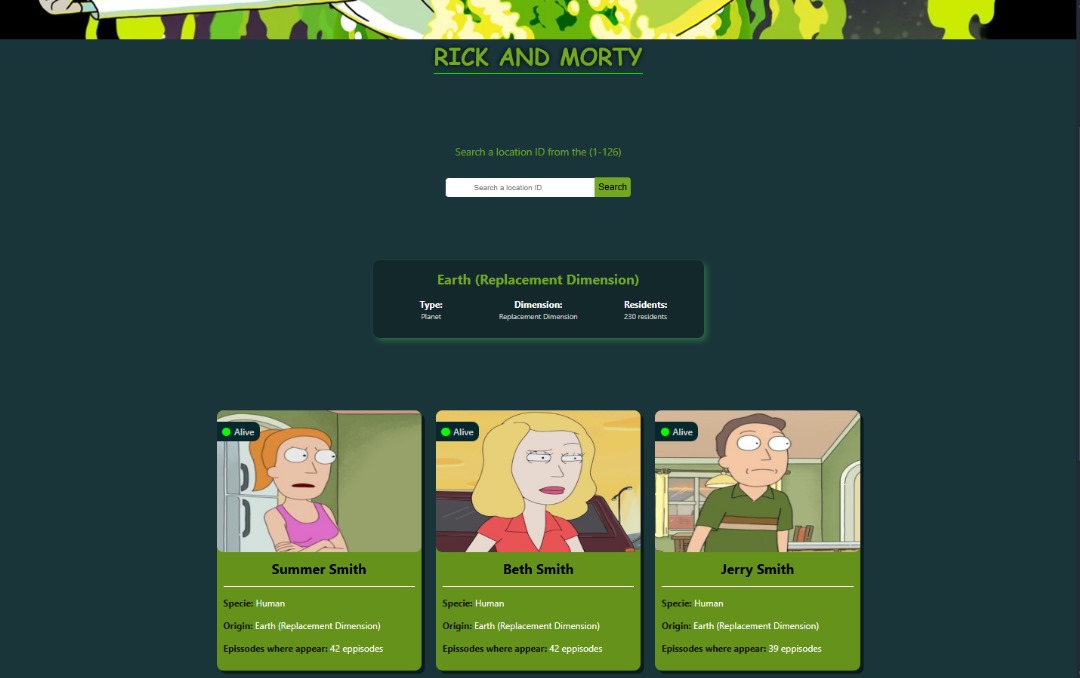 RICK AND MORTY
Search a location ID from the (1-126)
Search a location ID Search
Earth (Replacement Dimension)
Type: Dimension: Residents:
Planet Replacement Dimension 230 residents
Alive Alive Alive
Summer Smith Beth Smith Jerry Smith
Specie: Human Specie: Human Specie: Human
Origin: Earth (Replacement Dimension) Origin: Earth (Replacement Dimension) Origin: Earth (Replacement Dimension)
Epissodes where appear: 42 eppisodes Epissodes where appear: 42 eppisodes Epissodes where appear: 39 eppisodes